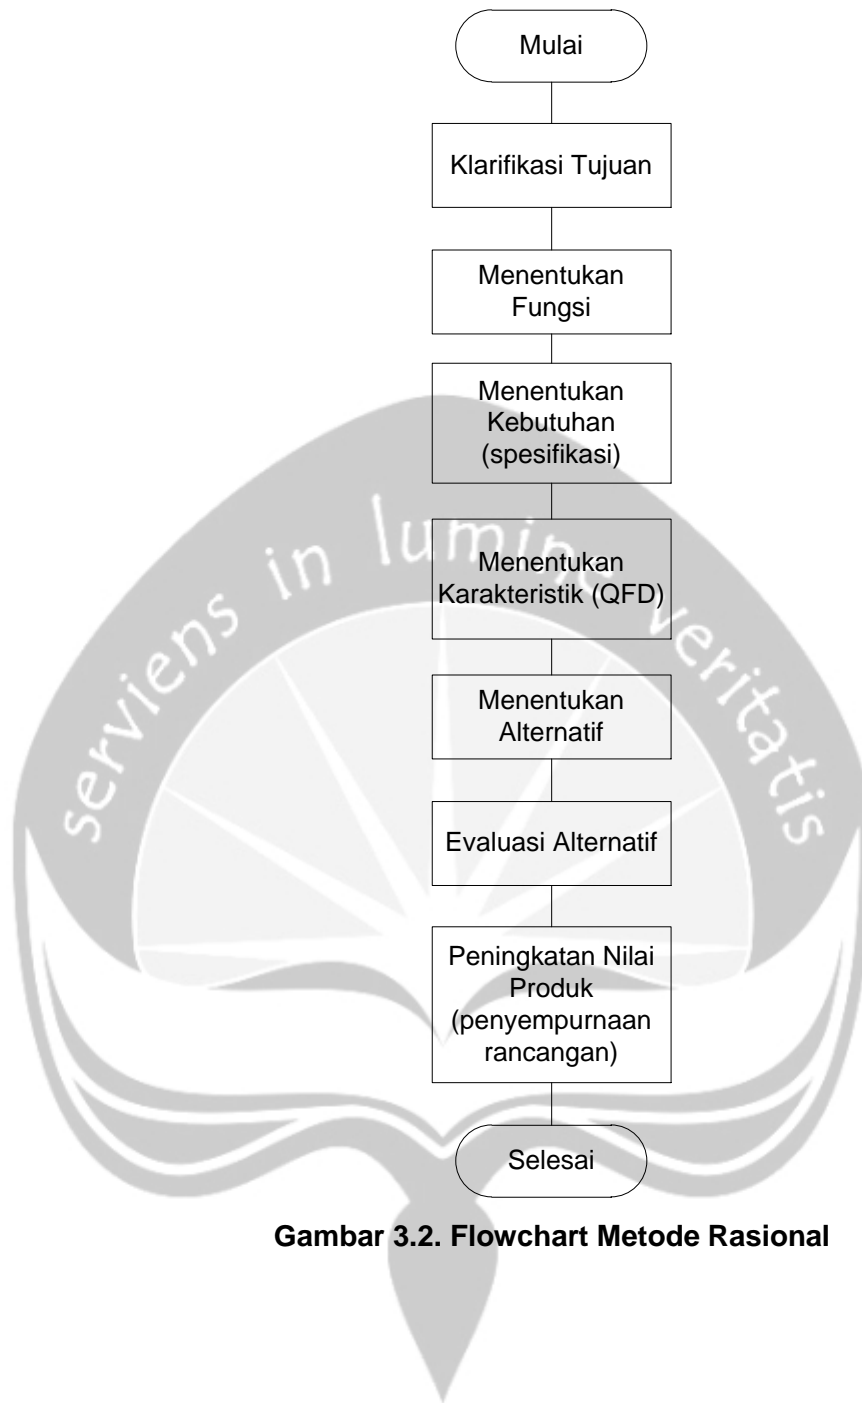 Mulai
Klarifikasi Tujuan
Menentukan
Fungsi
Menentukan
Kebutuhan
(spesifikasi)
Menentukan
Karakteristik (QFD)
Menentukan
Alternatif
Evaluasi Alternatif
Peningkatan Nilai
Produk
(penyempurnaan
rancangan)
Selesai
Gambar 3.2. Flowchart Metode Rasional
serviens in lumine veritatis